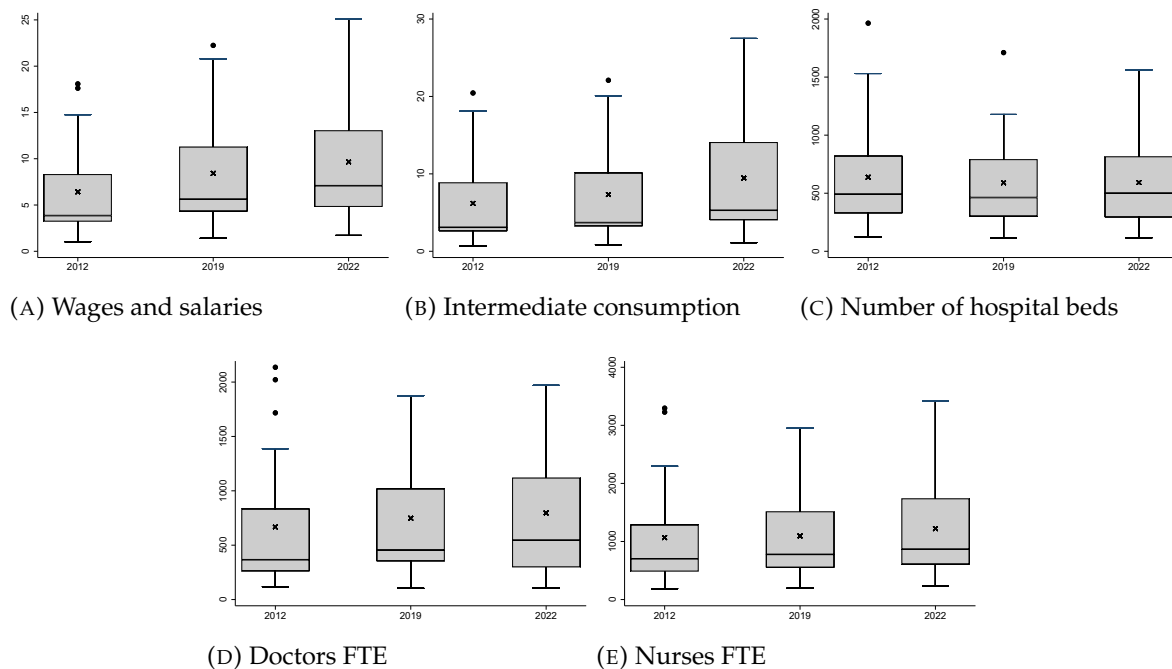 25
20
15
10
5
0
2012 2019 2022
30
20
10
0
2012 2019 2022
2000
1500
1000
500
0
2012 2019 2022
(A) Wages and salaries
(B) Intermediate consumption
(C) Number of hospital beds
2000
1500
1000
500
0
2012 2019 2022
4000
3000
2000
1000
0
2012 2019 2022
(D) Doctors FTE
(E) Nurses FTE